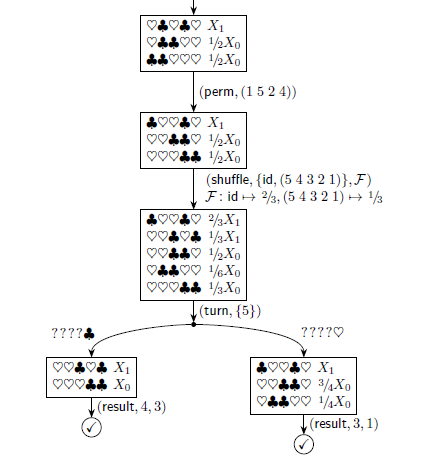 ♡♣♡♣♡ X₁
♡♣♣♡♡ ¹/₂X₀
♣♣♡♡♡ ¹/₂X₀
(perm, (1 5 2 4))
♣♡♡♣♡ X₁
♡♡♣♣♡ ¹/₂X₀
♡♡♡♣♣ ¹/₂X₀
(shuffle, {id, (5 4 3 2 1)}, ℱ)
ℱ: id ↦ ²/₃, (5 4 3 2 1) ↦ ¹/₃
♣♡♡♣♡ ²/₃X₁
♡♡♣♡♣ ¹/₃X₁
♡♡♣♣♡ ¹/₂X₀
♡♣♣♡♡ ¹/₆X₀
♡♡♡♣♣ ¹/₃X₀
(turn, {5})
????♣ ????♡
♡♡♣♡♣ X₁
♡♡♡♣♣ X₀
(result, 4, 3)
✓
♣♡♡♣♡ X₁
♡♡♣♣♡ ³/₄X₀
♡♣♣♡♡ ¹/₄X₀
(result, 3, 1)
✓